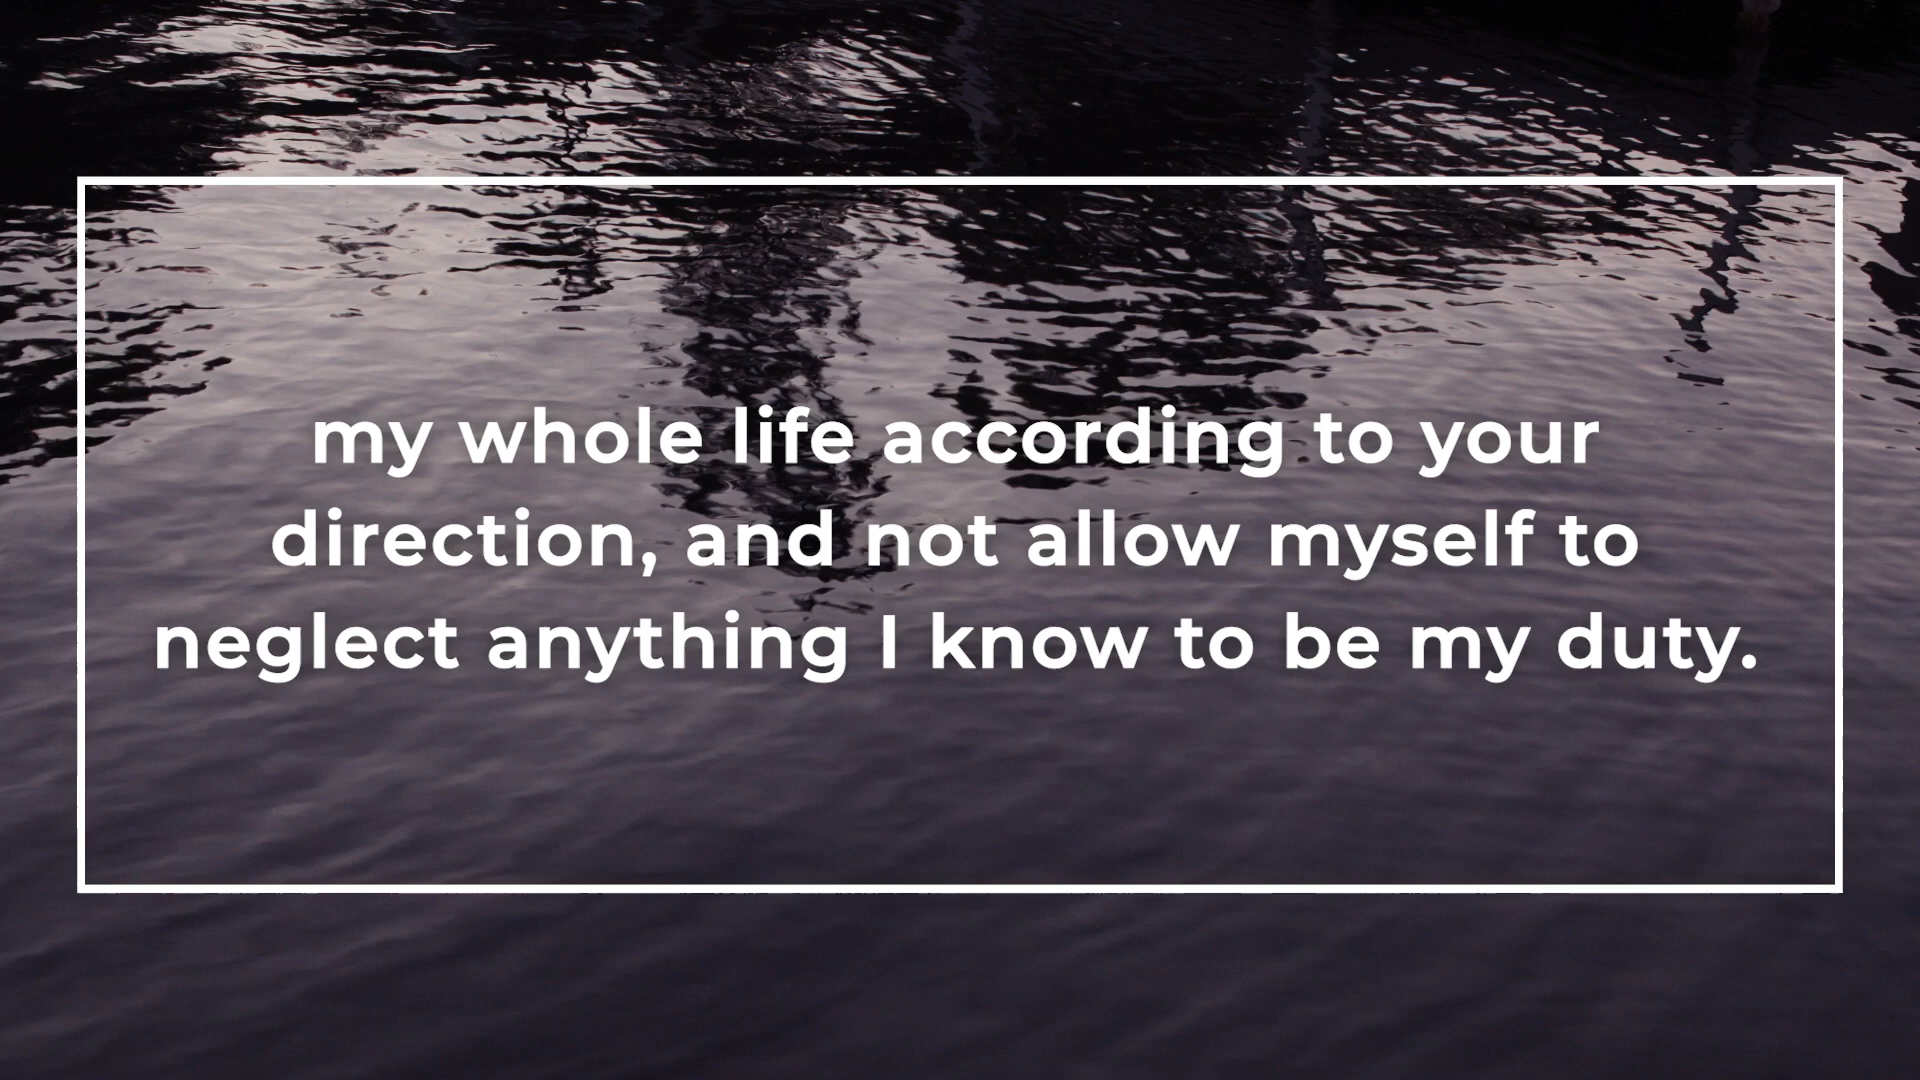 my whole life according to your
direction, and not allow myself to
neglect anything I know to be my duty.